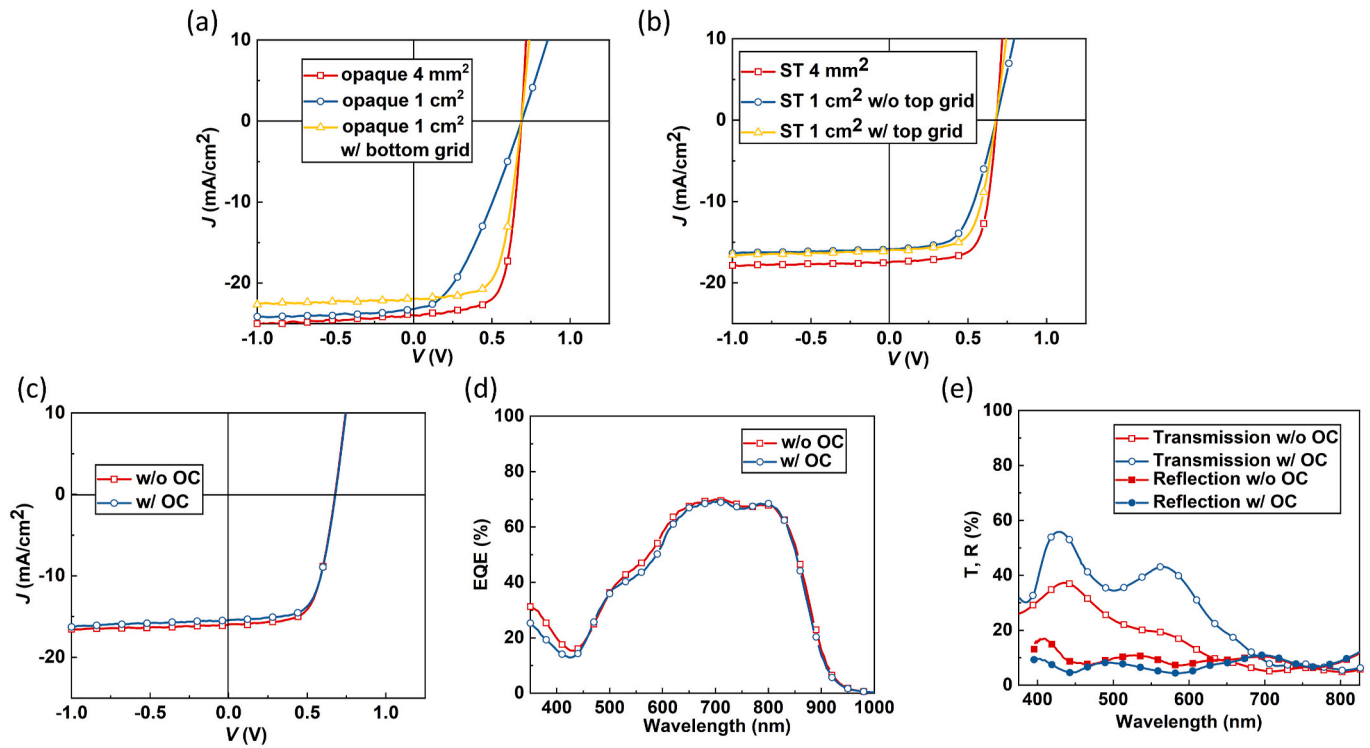 (a)
10
0
-10
-20
J (mA/cm²)
-1.0
-0.5
0.0
0.5
1.0
V (V)
opaque 4 mm²
opaque 1 cm²
opaque 1 cm²
w/ bottom grid
(b)
10
0
-10
-20
J (mA/cm²)
-1.0
-0.5
0.0
0.5
1.0
V (V)
ST 4 mm²
ST 1 cm² w/o top grid
ST 1 cm² w/ top grid
(c)
10
0
-10
-20
J (mA/cm²)
-1.0
-0.5
0.0
0.5
1.0
V (V)
w/o OC
w/ OC
(d)
100
80
60
40
20
0
EQE (%)
400
500
600
700
800
900
1000
Wavelength (nm)
w/o OC
w/ OC
(e)
100
80
60
40
20
0
T, R (%)
400
500
600
700
800
Wavelength (nm)
Transmission w/o OC
Transmission w/ OC
Reflection w/o OC
Reflection w/ OC